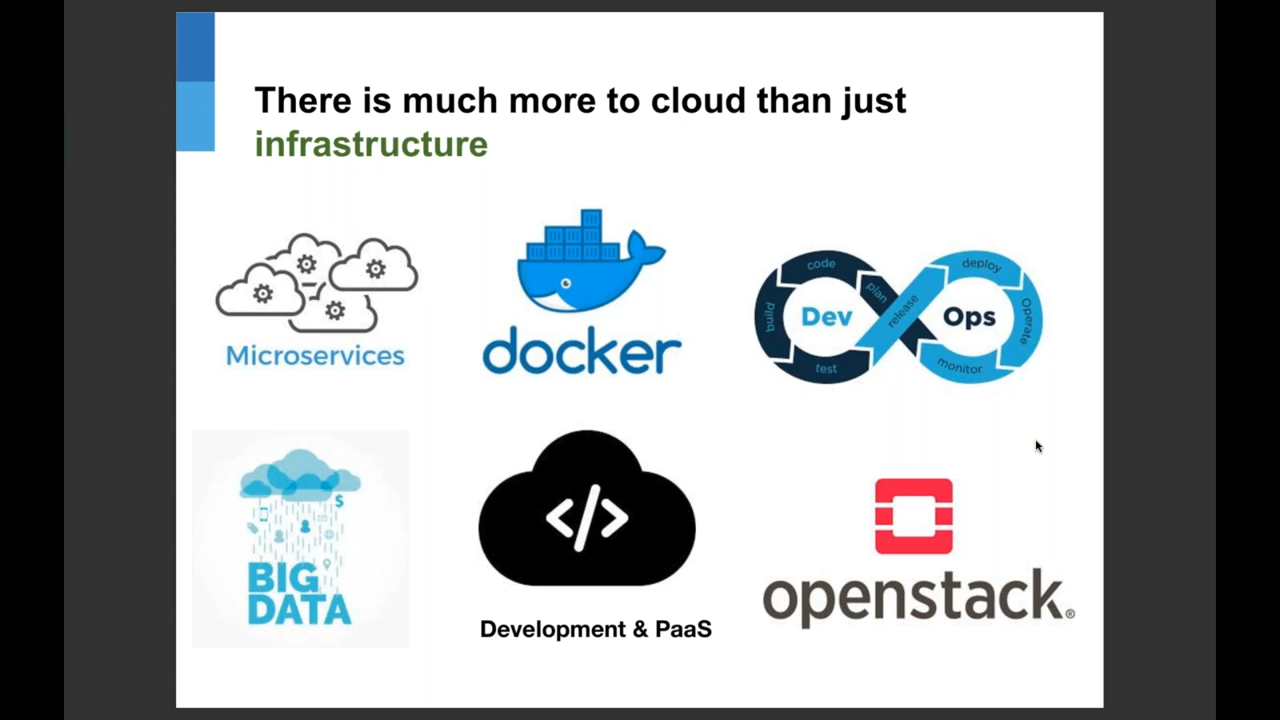 There is much more to cloud than just
infrastructure
Microservices
docker
code
plan
build
test
release
deploy
Operate
monitor
Dev
Ops
$
BIG
DATA
</>
Development & PaaS
openstack.®